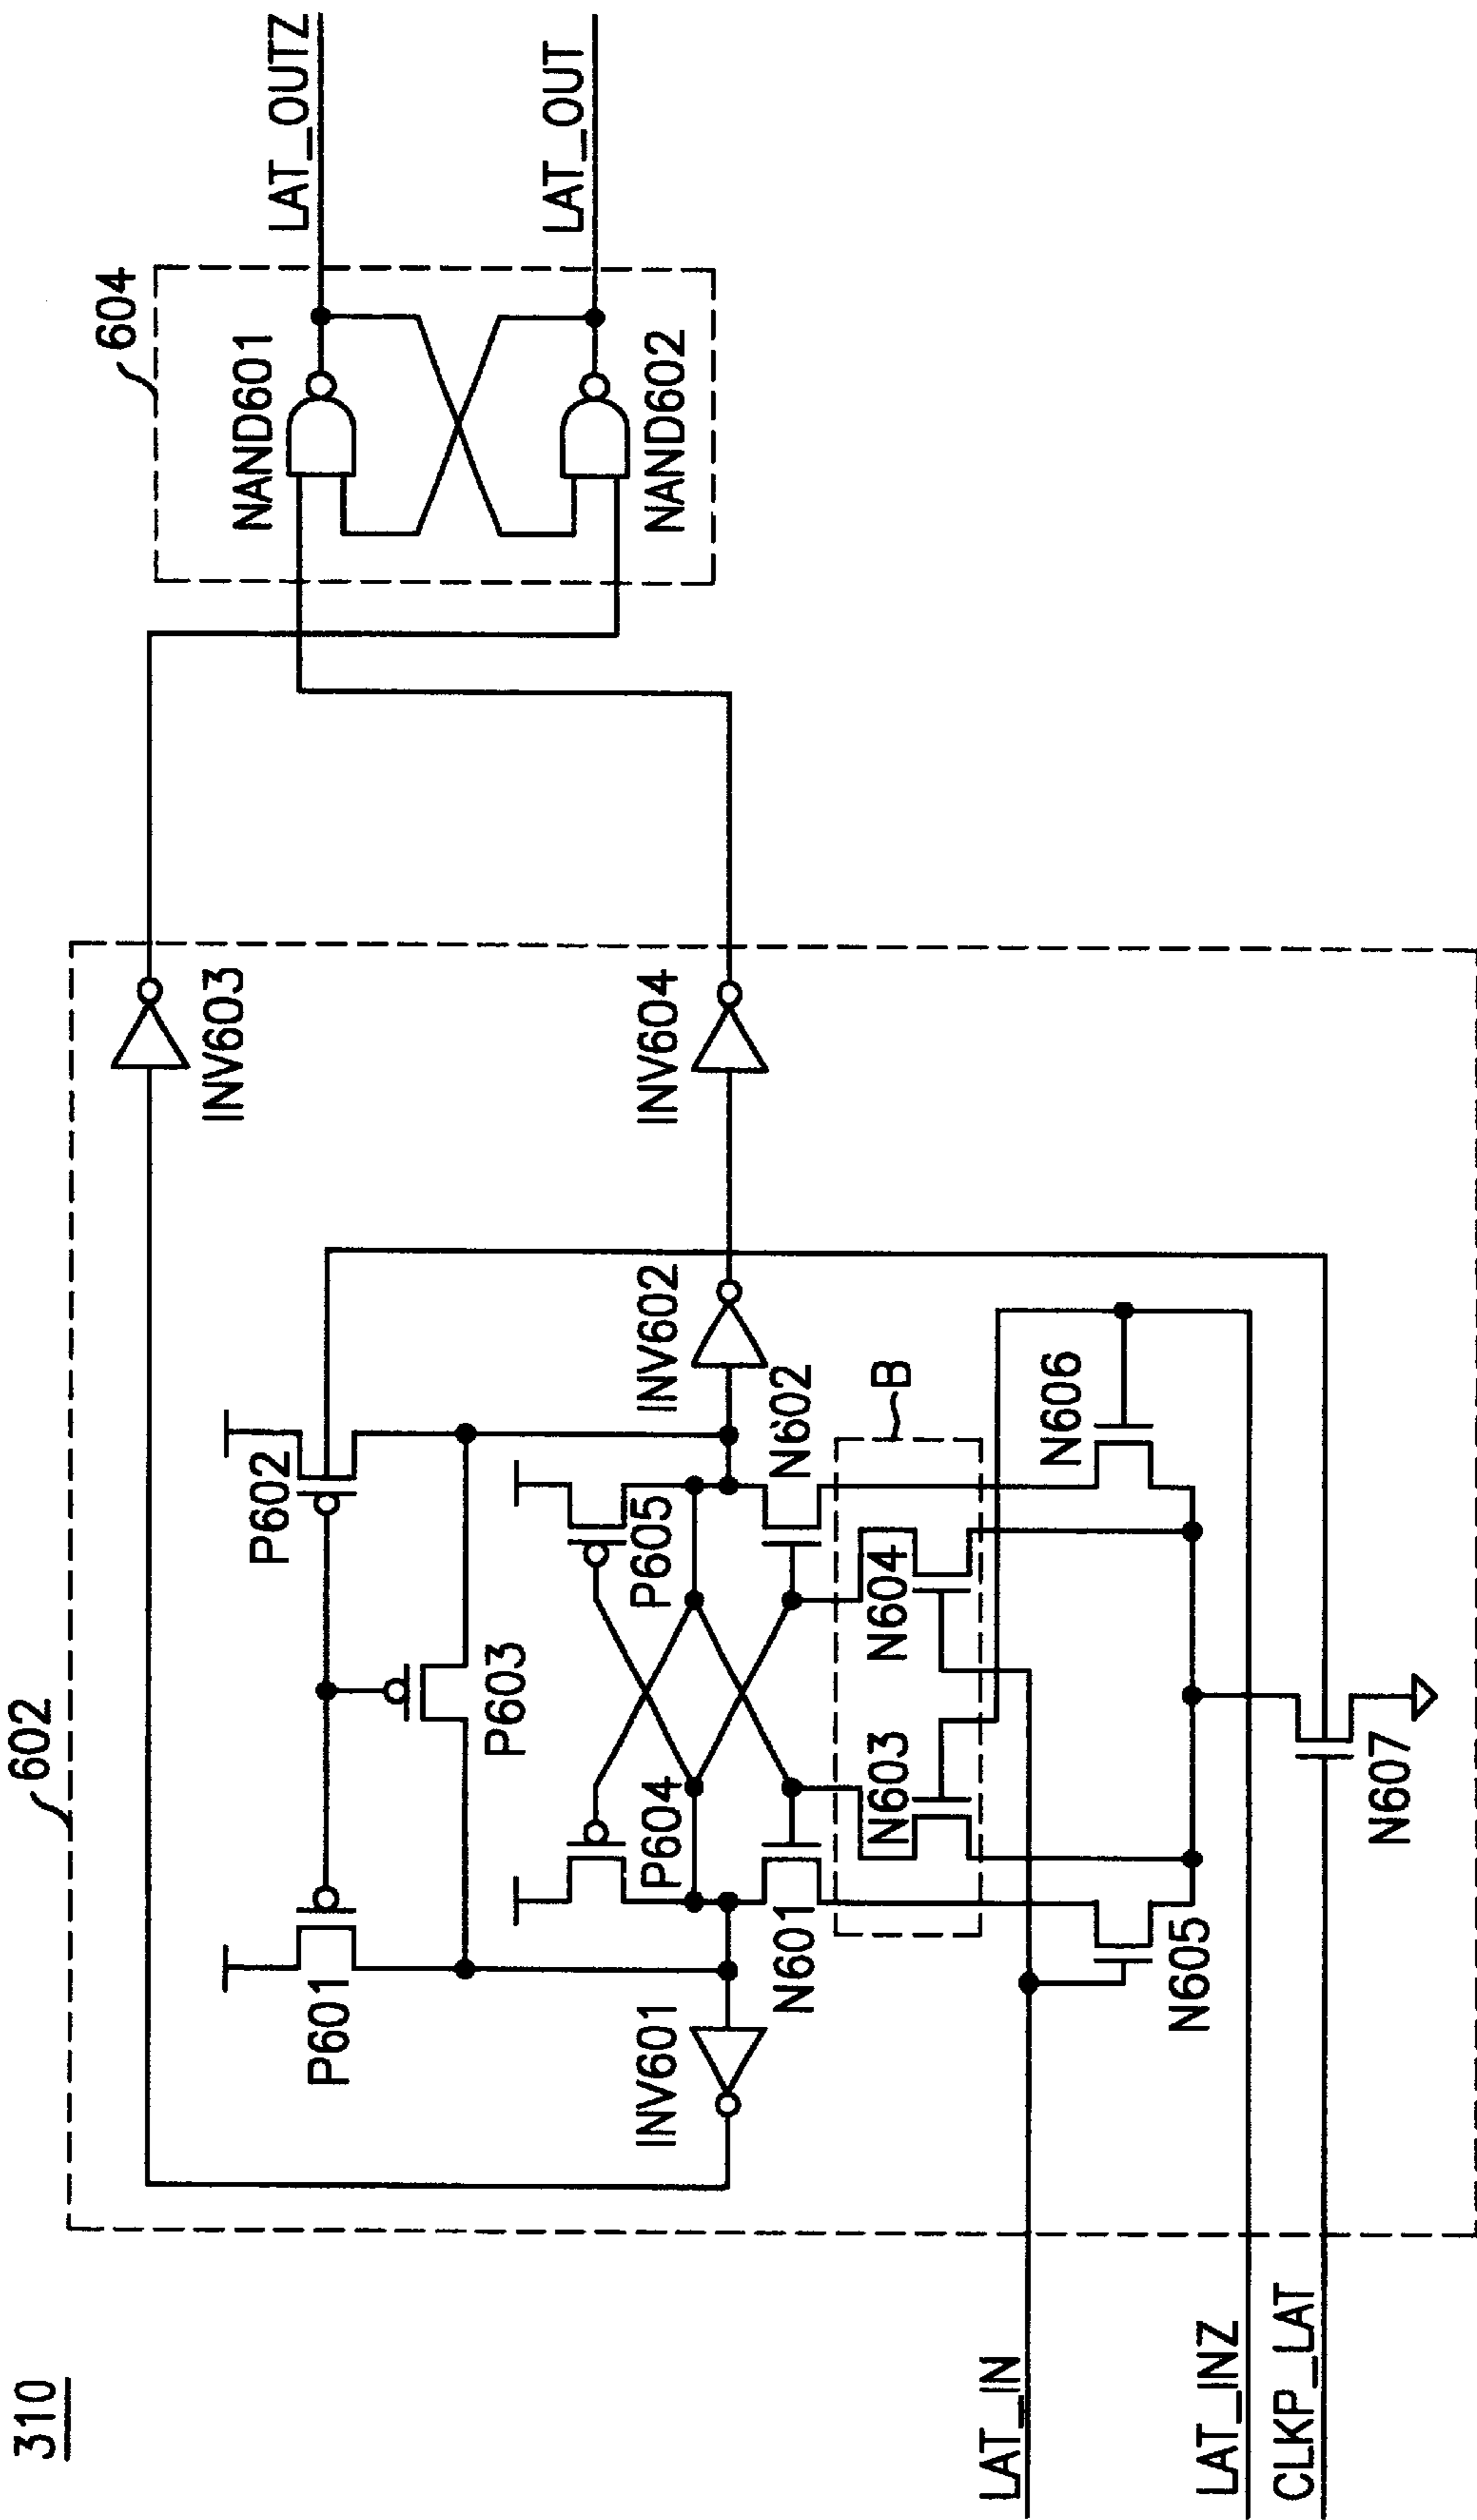 310
602
604
P601
P602
P603
P604
P605
INV601
INV602
INV603
INV604
N601
N602
B
N603
N604
N605
N606
N607
NAND601
NAND602
LAT_OUTZ
LAT_OUT
LAT_IN
LAT_INZ
CLKP_LAT